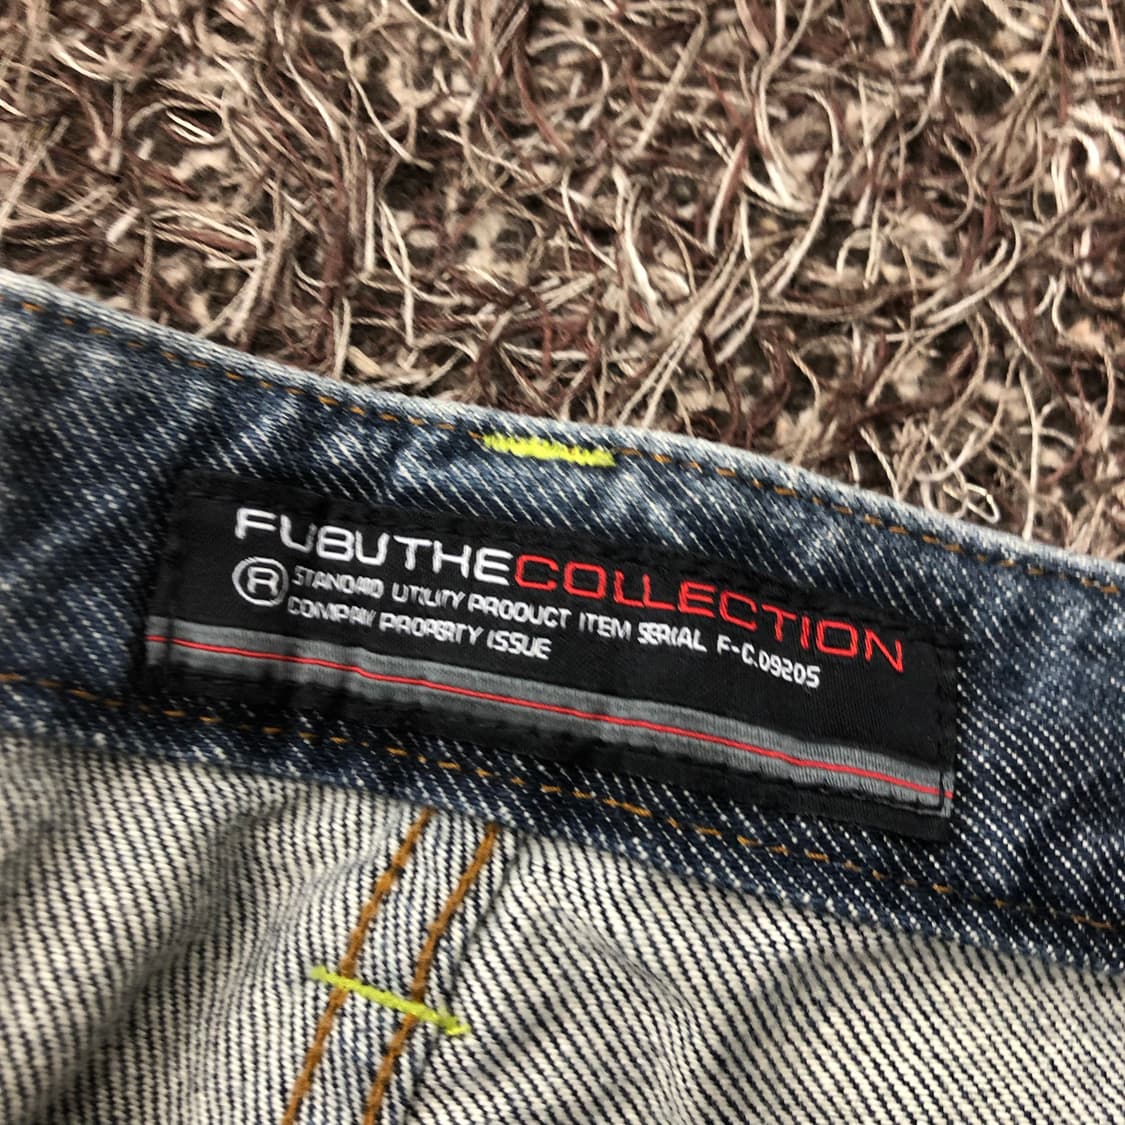 FUBUTHECOLLECTION
® STANDARD UTILITY PRODUCT ITEM SERIAL F-C.09205
COMPANY PROPERTY ISSUE